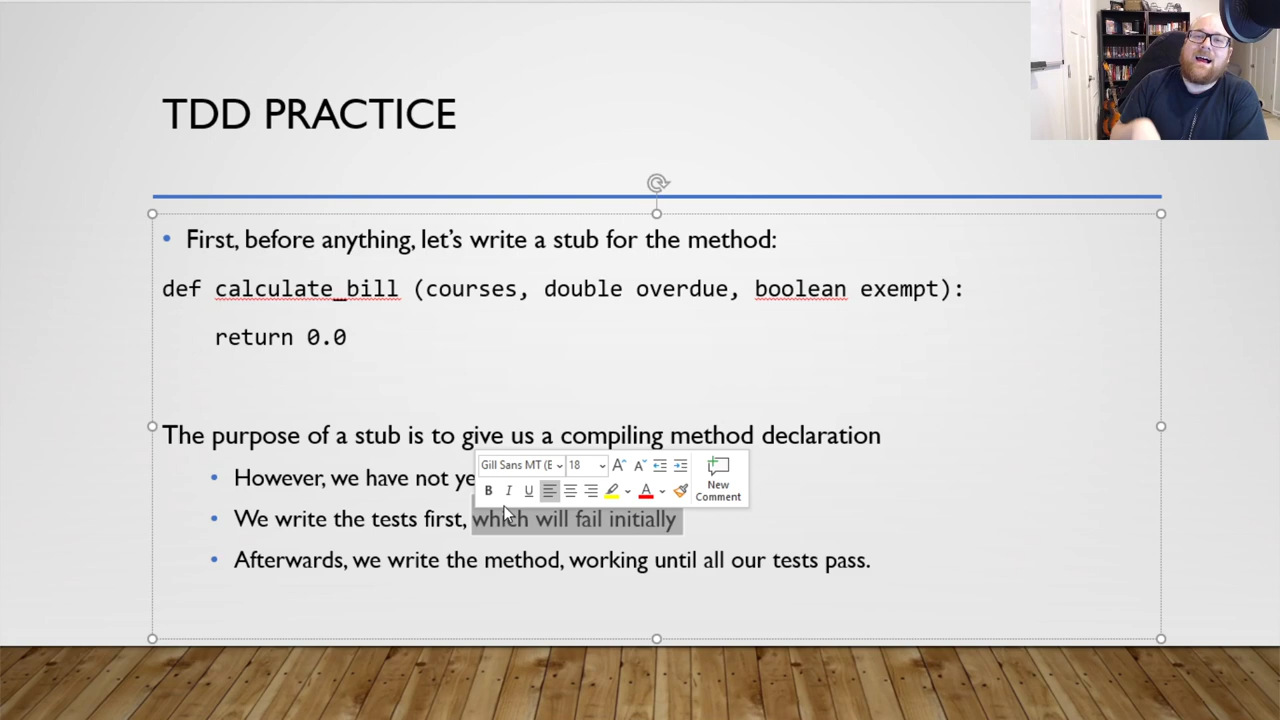 TDD PRACTICE
• First, before anything, let's write a stub for the method:
def calculate_bill (courses, double overdue, boolean exempt):
return 0.0
The purpose of a stub is to give us a compiling method declaration
Gill Sans MT (E 18
New
Comment
B I U A
• However, we have not ye
• We write the tests first, which will fail initially
• Afterwards, we write the method, working until all our tests pass.